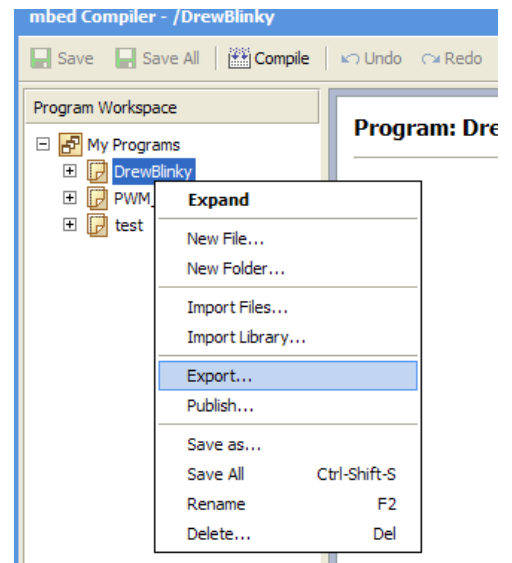 mbed Compiler - /DrewBlinky
Save Save All Compile Undo Redo
Program Workspace
Program: Dre
My Programs
DrewBlinky
PWM_
test
Expand
New File...
New Folder...
Import Files...
Import Library...
Export...
Publish...
Save as...
Save All Ctrl-Shift-S
Rename F2
Delete... Del